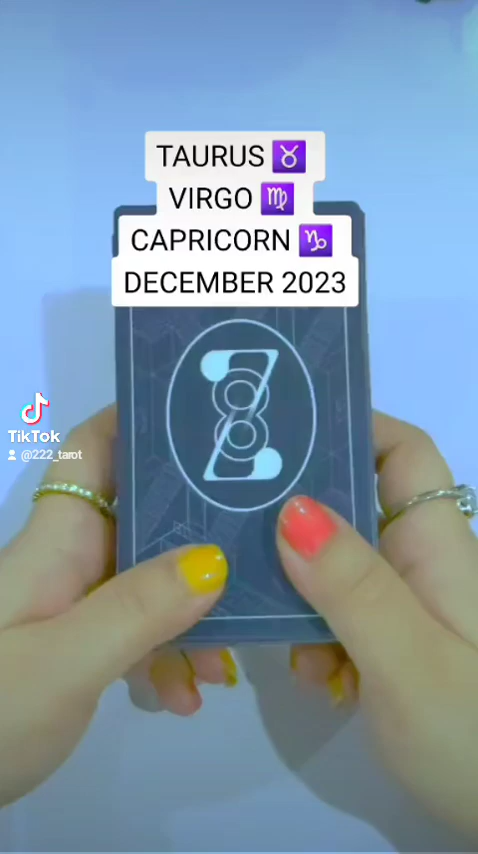 TAURUS ♉
VIRGO ♍
CAPRICORN ♑
DECEMBER 2023
TikTok
@222_tarot